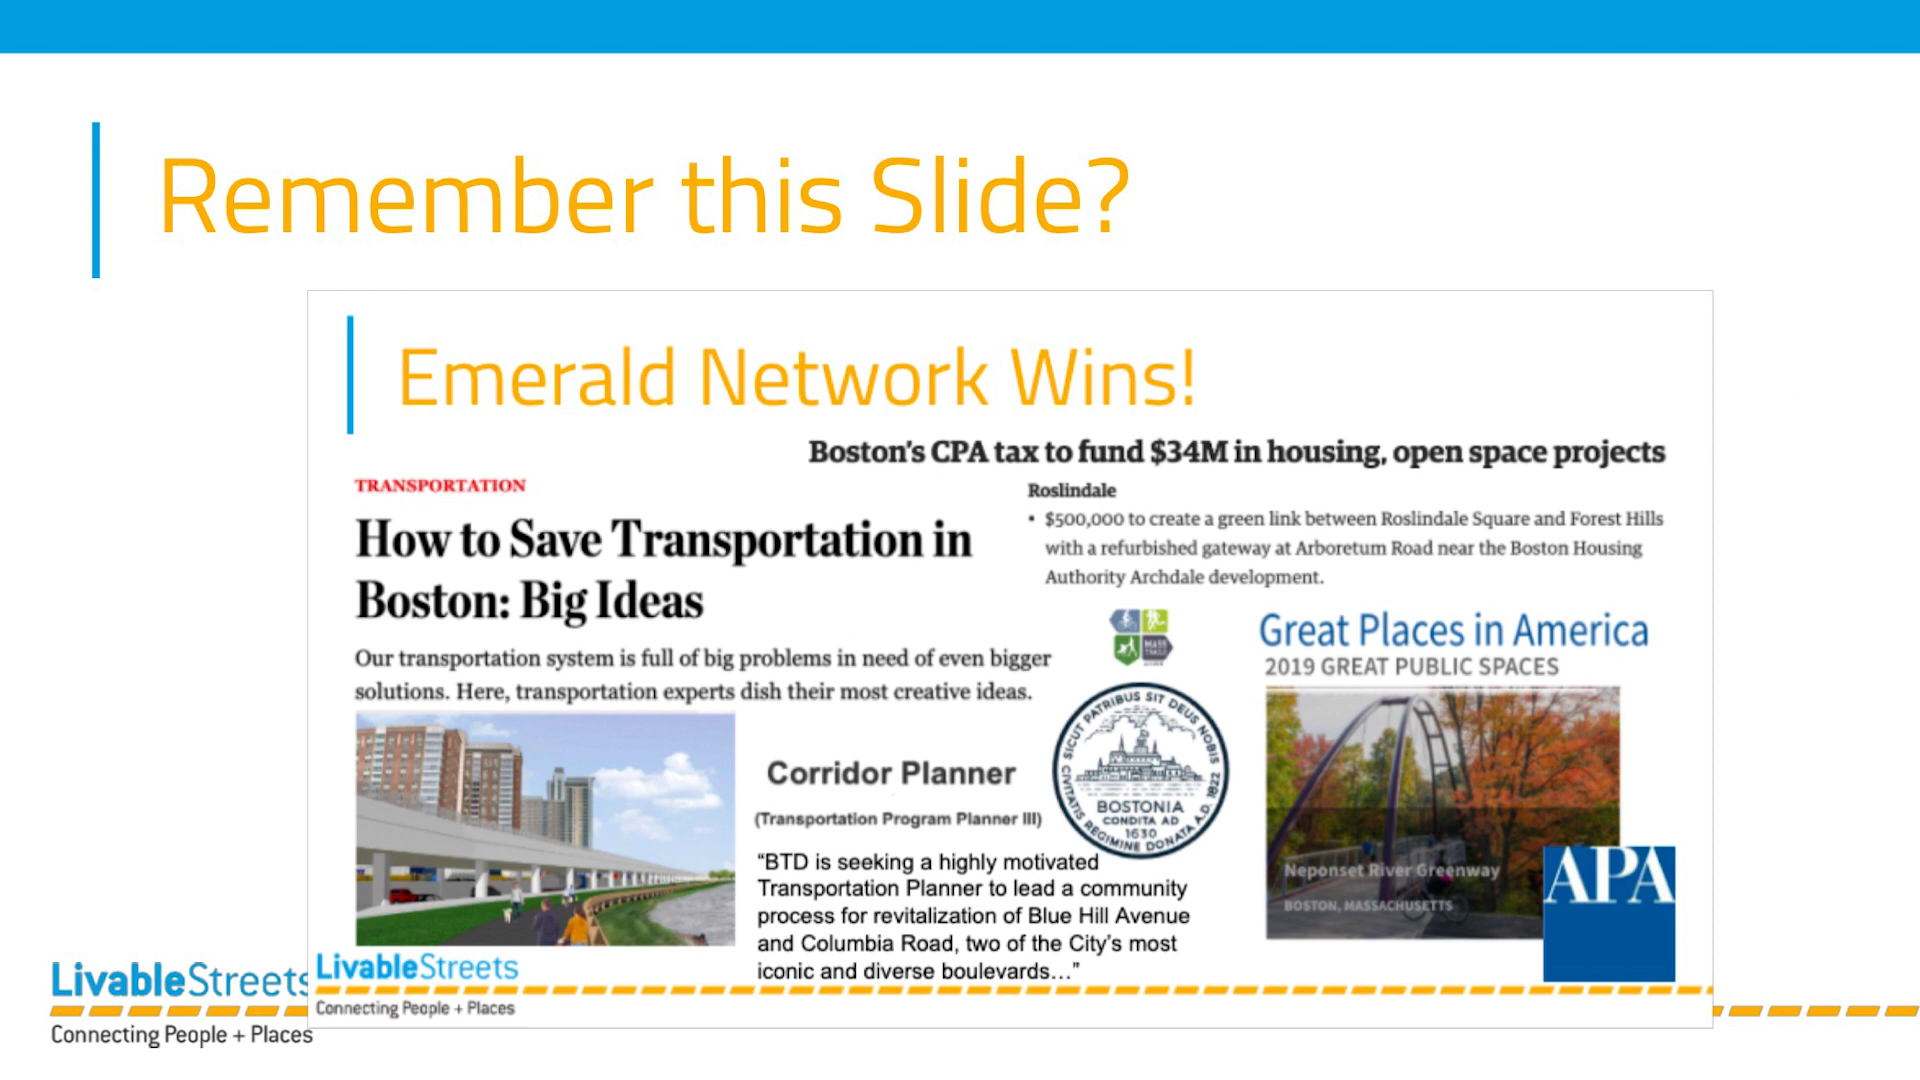 Remember this Slide?
Emerald Network Wins!
Boston's CPA tax to fund $34M in housing, open space projects
TRANSPORTATION
How to Save Transportation in
Boston: Big Ideas
Our transportation system is full of big problems in need of even bigger
solutions. Here, transportation experts dish their most creative ideas.
Roslindale
• $500,000 to create a green link between Roslindale Square and Forest Hills
with a refurbished gateway at Arboretum Road near the Boston Housing
Authority Archdale development.
MASS
TRAILS
Great Places in America
2019 GREAT PUBLIC SPACES
Neponset River Greenway
BOSTON, MASSACHUSETTS
APA
Corridor Planner
(Transportation Program Planner III)
SICUT PATRIBUS SIT DEUS NOBIS
BOSTONIA
CONDITA AD
1630
CIVITATIS REGIMINE DONATA A.D. 1822
“BTD is seeking a highly motivated
Transportation Planner to lead a community
process for revitalization of Blue Hill Avenue
and Columbia Road, two of the City's most
iconic and diverse boulevards…”
LivableStreets
Connecting People + Places
LivableStreets
Connecting People + Places